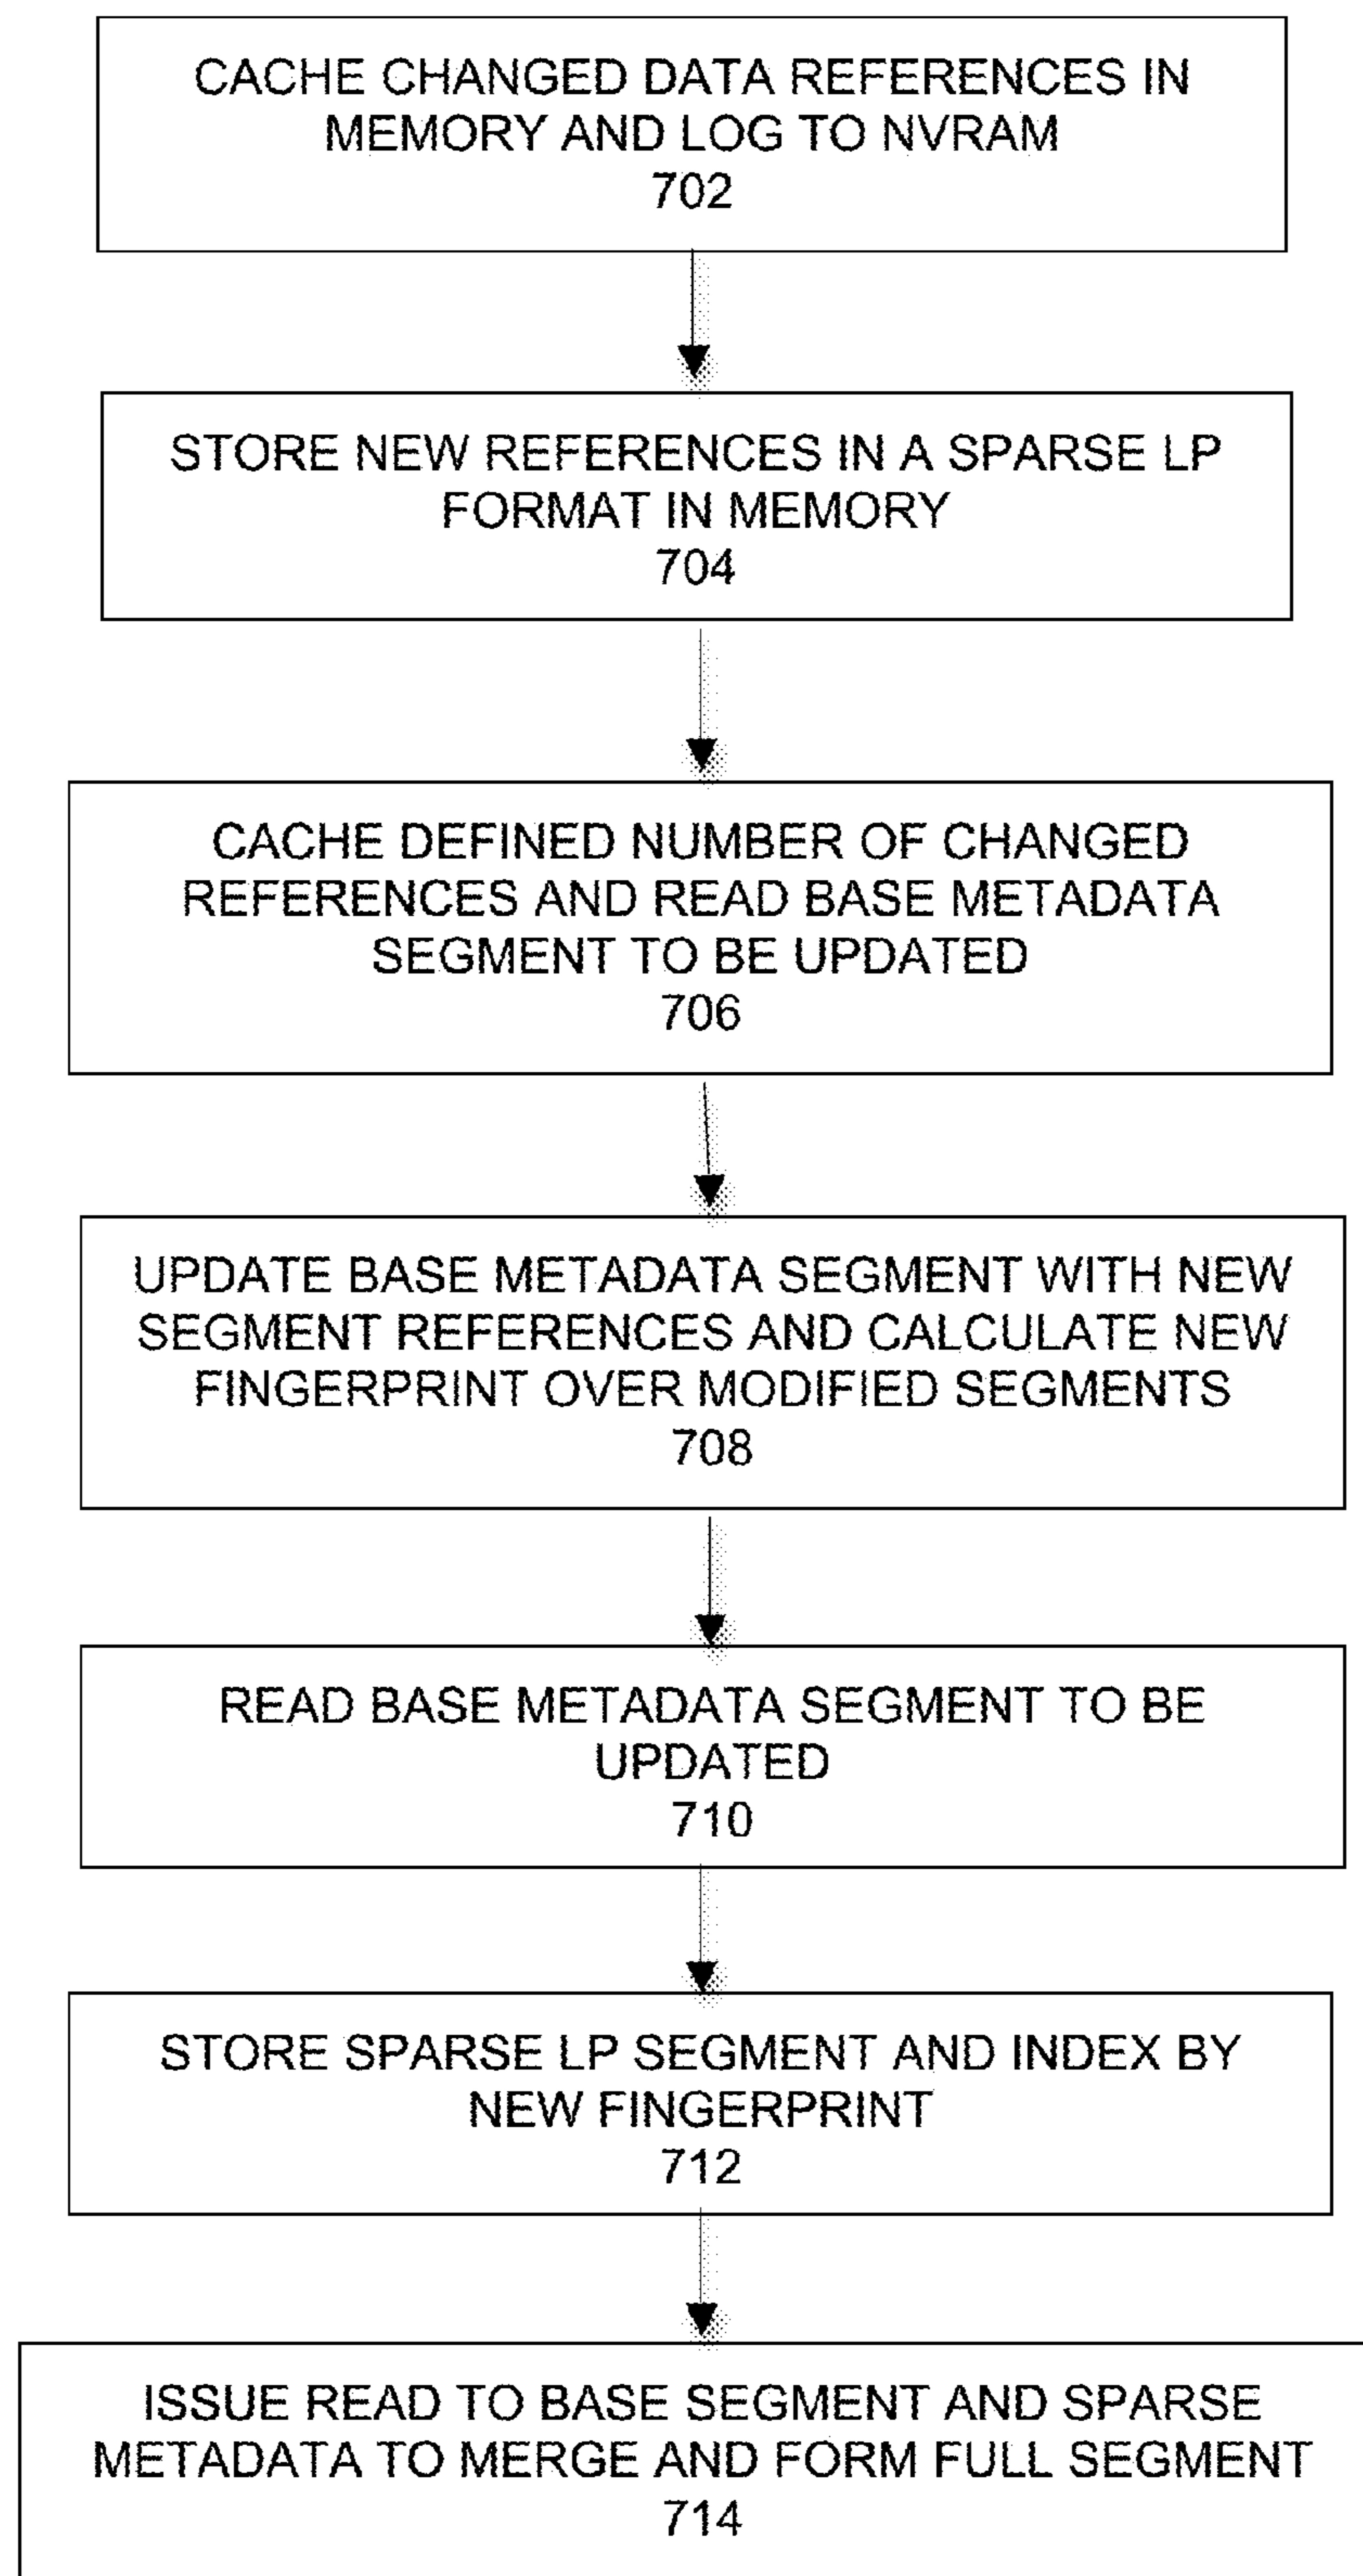 CACHE CHANGED DATA REFERENCES IN
MEMORY AND LOG TO NVRAM
702
STORE NEW REFERENCES IN A SPARSE LP
FORMAT IN MEMORY
704
CACHE DEFINED NUMBER OF CHANGED
REFERENCES AND READ BASE METADATA
SEGMENT TO BE UPDATED
706
UPDATE BASE METADATA SEGMENT WITH NEW
SEGMENT REFERENCES AND CALCULATE NEW
FINGERPRINT OVER MODIFIED SEGMENTS
708
READ BASE METADATA SEGMENT TO BE
UPDATED
710
STORE SPARSE LP SEGMENT AND INDEX BY
NEW FINGERPRINT
712
ISSUE READ TO BASE SEGMENT AND SPARSE
METADATA TO MERGE AND FORM FULL SEGMENT
714